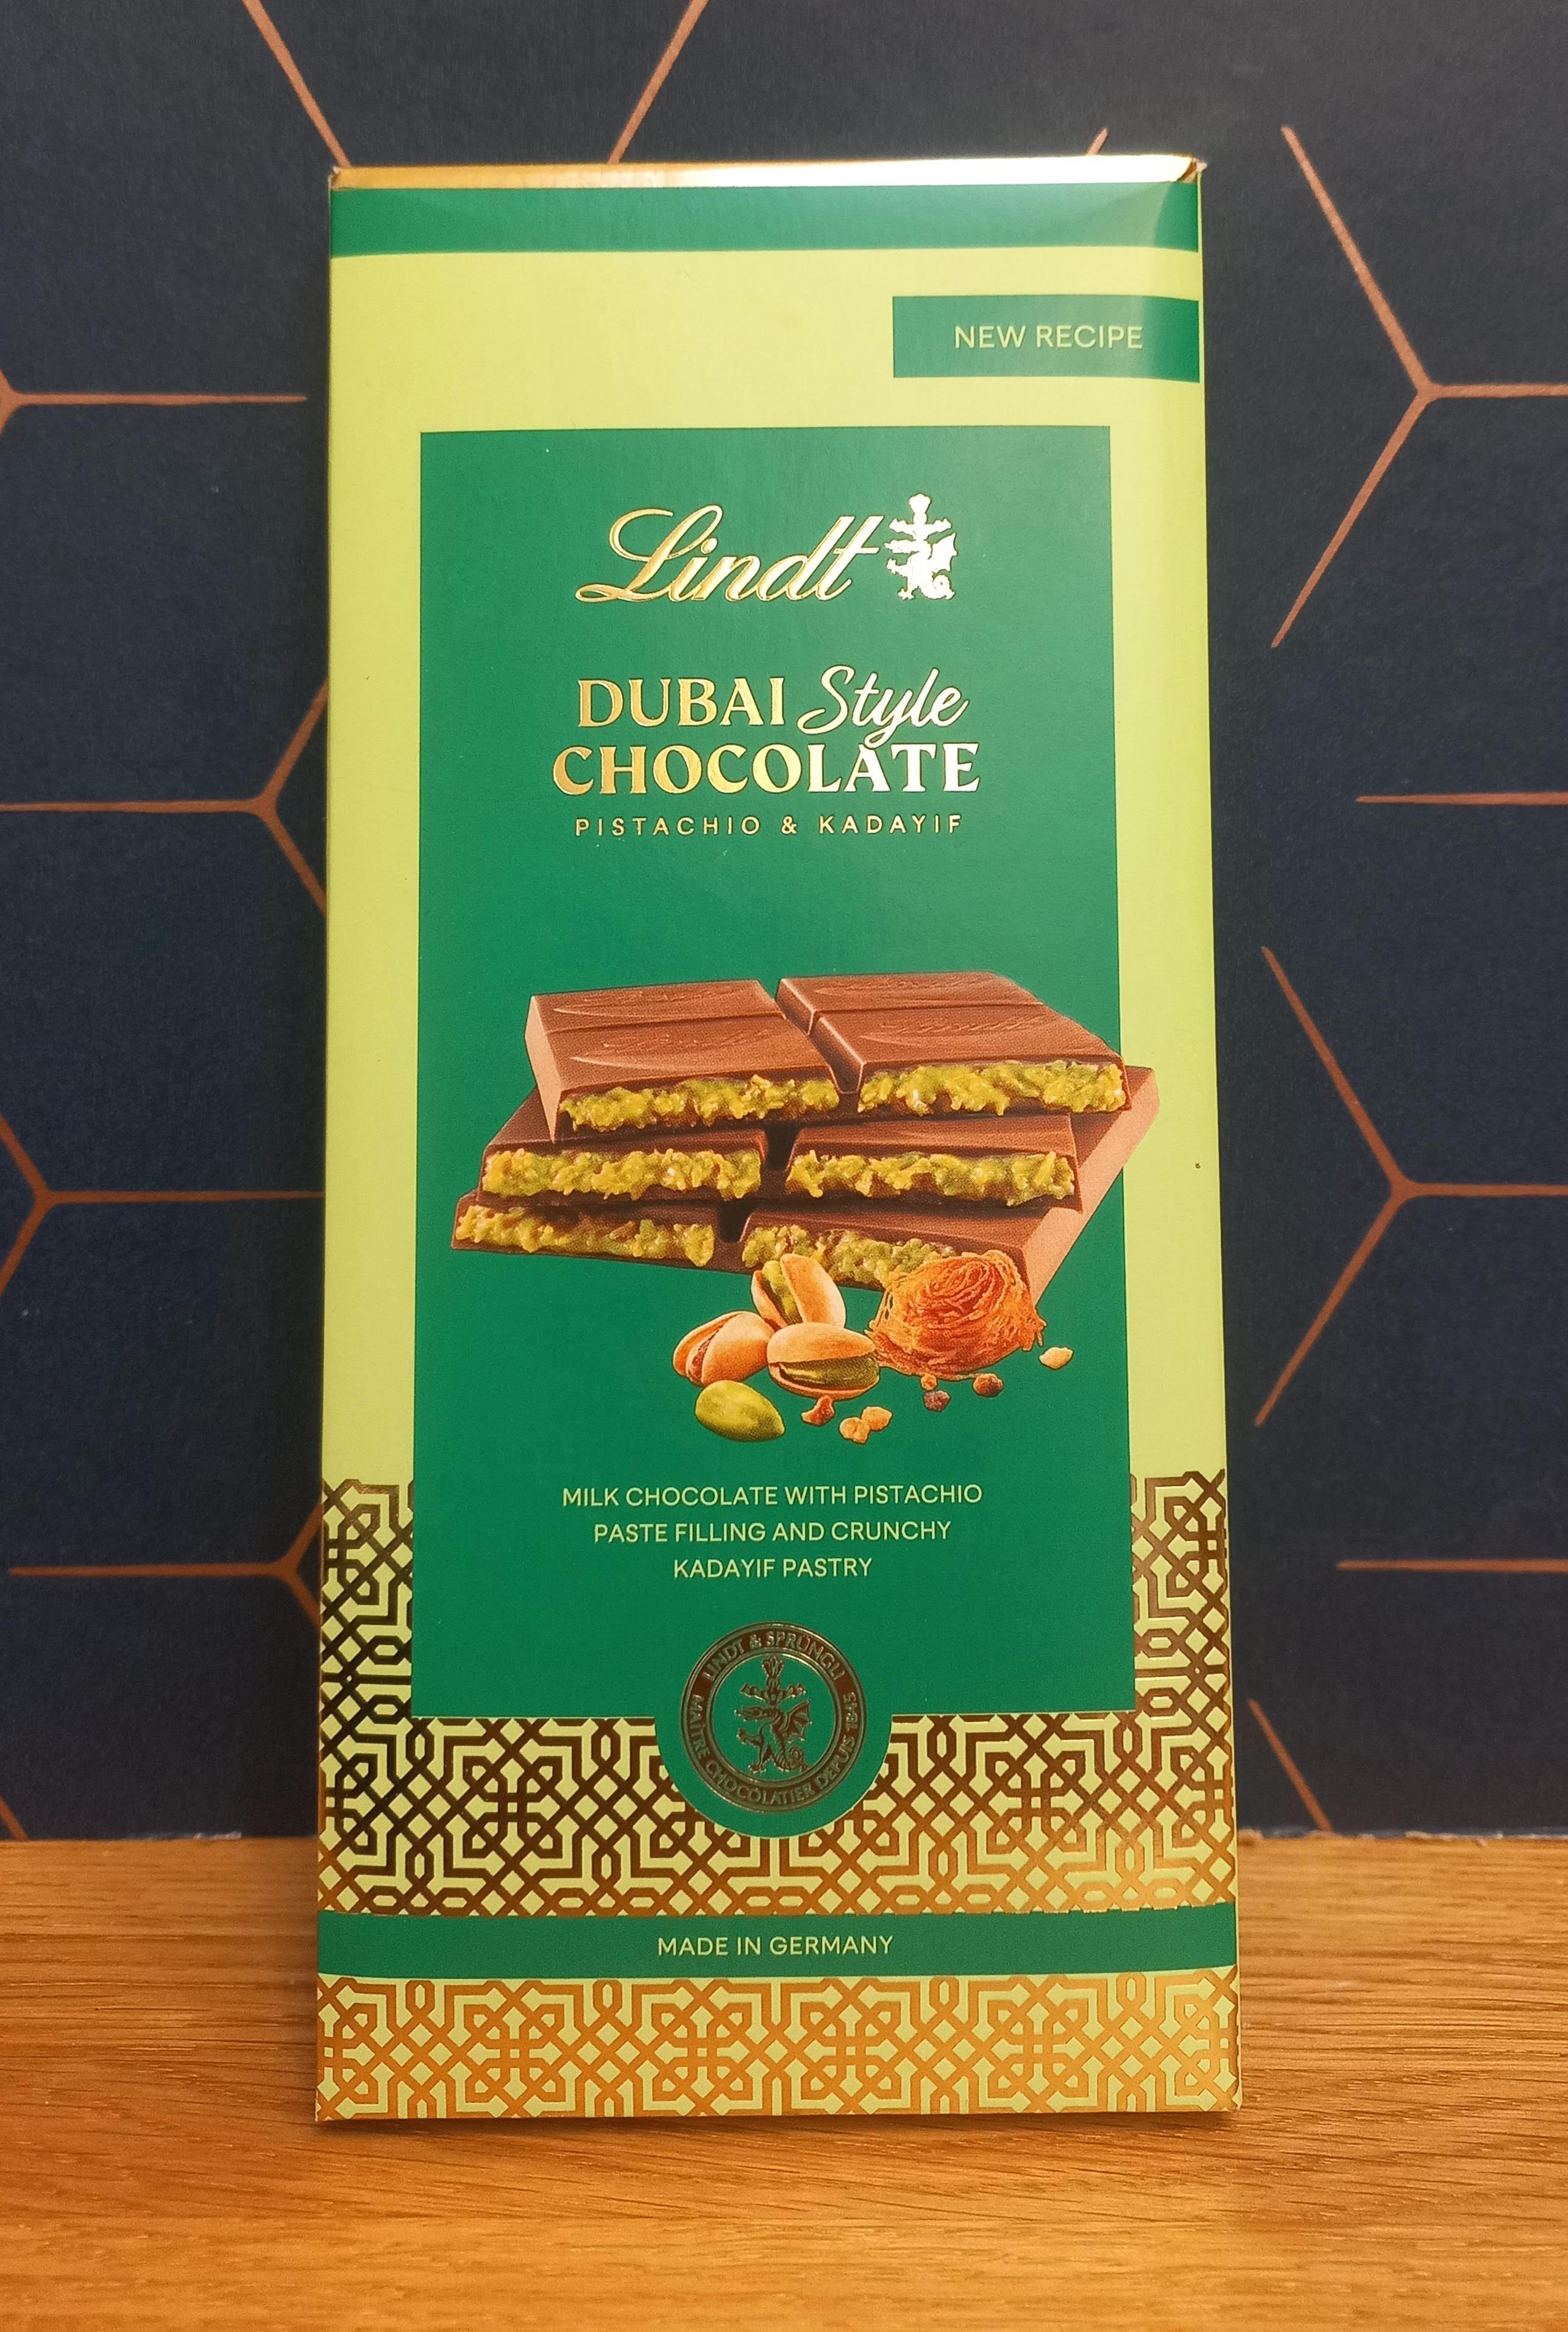 NEW RECIPE
Lindt
DUBAI Style
CHOCOLATE
PISTACHIO & KADAYIF
MILK CHOCOLATE WITH PISTACHIO
PASTE FILLING AND CRUNCHY
KADAYIF PASTRY
LINDT & SPRÜNGLI
MAÎTRE CHOCOLATIER DEPUIS 1845
MADE IN GERMANY